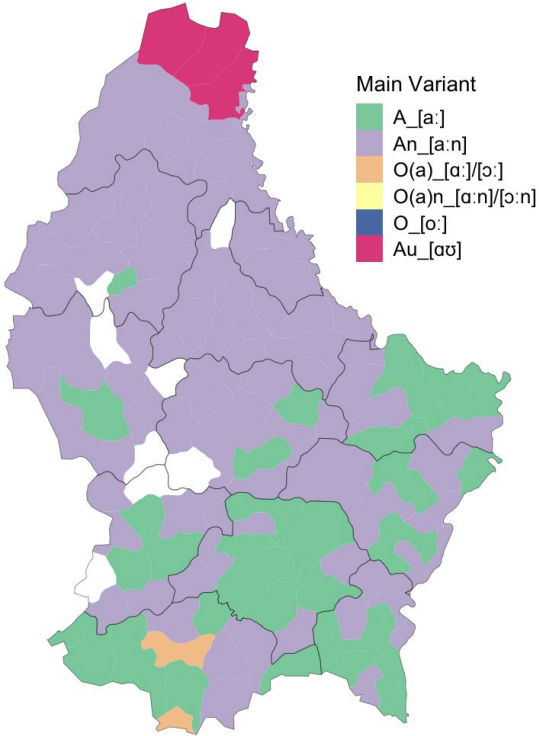 Main Variant
A_[aː]
An_[aːn]
O(a)_[ɑː]/[ɔː]
O(a)n_[ɑːn]/[ɔːn]
O_[oː]
Au_[ɑʊ]